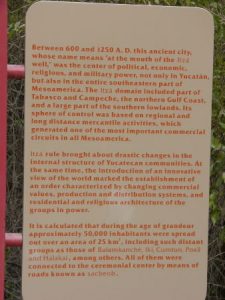 Between 600 and 1250 A. D. this ancient city,
whose name means 'at the mouth of the Itzá
well,' was the center of political, economic,
religious, and military power, not only in Yucatán,
but also in the entire southeastern part of
Mesoamerica. The Itzá domain included part of
Tabasco and Campeche, the northern Gulf Coast,
and a large part of the southern lowlands. Its
sphere of control was based on regional and
long distance mercantile activities, which
generated one of the most important commercial
circuits in all Mesoamerica.
Itzá rule brought about drastic changes in the
internal structure of Yucatecan communities. At
the same time, the introduction of an innovative
view of the world marked the establishment of
an order characterized by changing commercial
values, production and distribution systems, and
residential and religious architecture of the
groups in power.
It is calculated that during the age of grandeur
approximately 50,000 inhabitants were spread
out over an area of 25 km², including such distant
groups as those of Balankanché, Ikí, Cumtún, Poxil
and Halakal, among others. All of them were
connected to the ceremonial center by means of
roads known as sacbeob.